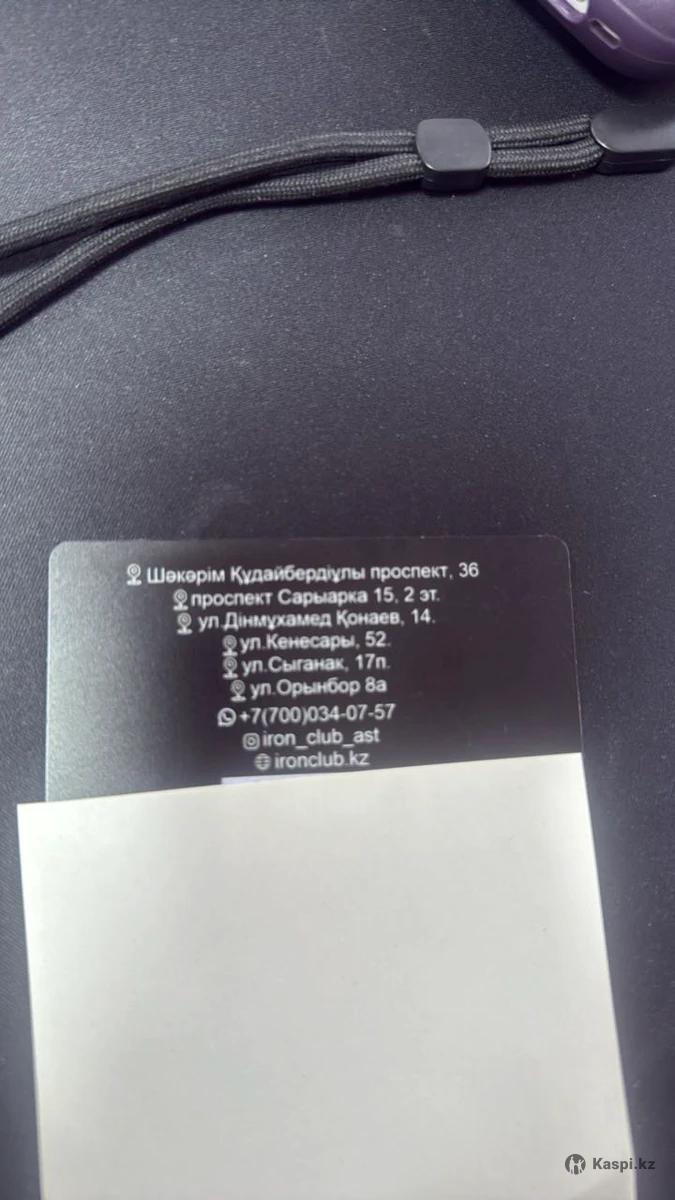 Шәкәрім Құдайбердіұлы проспект, 36
проспект Сарыарка 15, 2 эт.
ул.Дінмұхамед Қонаев, 14.
ул.Кенесары, 52.
ул.Сыганак, 17п.
ул.Орынбор 8а
+7(700)034-07-57
iron_club_ast
ironclub.kz
Kaspi.kz